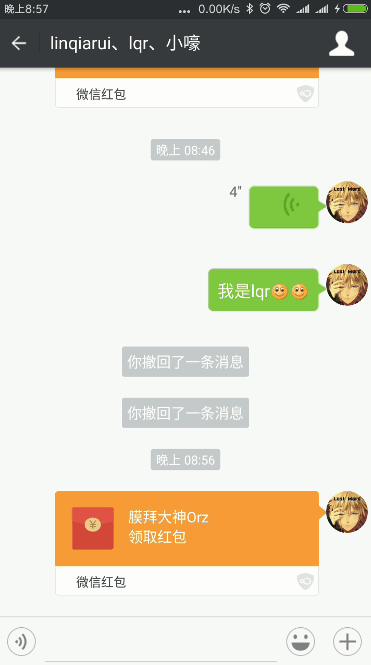 晚上8:57
0.00K/s
linqiarui、lqr、小嚎
微信红包
晚上 08:46
4"
我是lqr
你撤回了一条消息
你撤回了一条消息
晚上 08:56
膜拜大神Orz
领取红包
微信红包